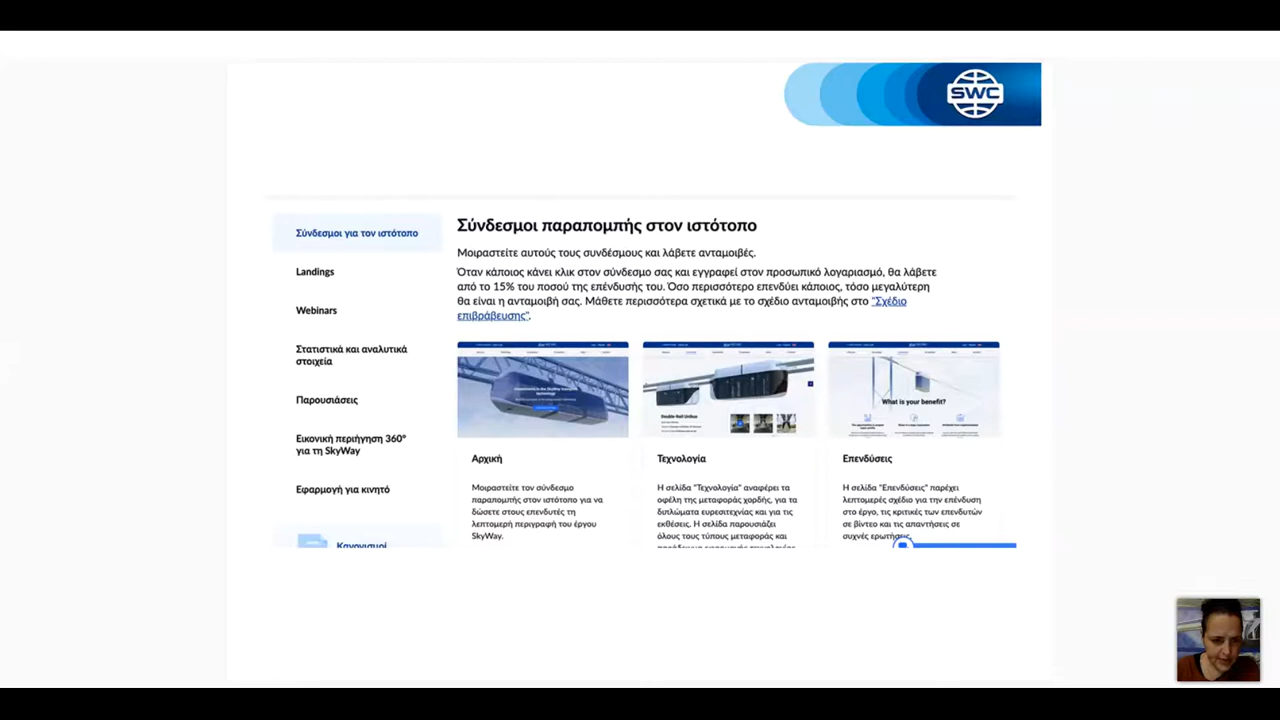 SWC
Σύνδεσμοι για τον ιστότοπο
Landings
Webinars
Στατιστικά και αναλυτικά
στοιχεία
Παρουσιάσεις
Εικονική περιήγηση 360°
για τη SkyWay
Εφαρμογή για κινητό
Κανονισμοί
Σύνδεσμοι παραπομπής στον ιστότοπο
Μοιραστείτε αυτούς τους συνδέσμους και λάβετε ανταμοιβές.
Όταν κάποιος κάνει κλικ στον σύνδεσμο σας και εγγραφεί στον προσωπικό λογαριασμό, θα λάβετε
από το 15% του ποσού της επένδυσής του. Όσο περισσότερο επενδύει κάποιος, τόσο μεγαλύτερη
θα είναι η ανταμοιβή σας. Μάθετε περισσότερα σχετικά με το σχέδιο ανταμοιβής στο "Σχέδιο
επιβράβευσης".
Double Rail Unibus
What is your benefit?
Αρχική
Μοιραστείτε τον σύνδεσμο
παραπομπής στον ιστότοπο για να
δώσετε στους επενδυτές τη
λεπτομερή περιγραφή του έργου
SkyWay.
Τεχνολογία
Η σελίδα "Τεχνολογία" αναφέρει τα
οφέλη της μεταφοράς χορδής, για τα
διπλώματα ευρεσιτεχνίας και για τις
εκθέσεις. Η σελίδα παρουσιάζει
όλους τους τύπους μεταφοράς και
Επενδύσεις
Η σελίδα "Επενδύσεις" παρέχει
λεπτομερές σχέδιο για την επένδυση
στο έργο, τις κριτικές των επενδυτών
σε βίντεο και τις απαντήσεις σε
συχνές ερωτήσεις.